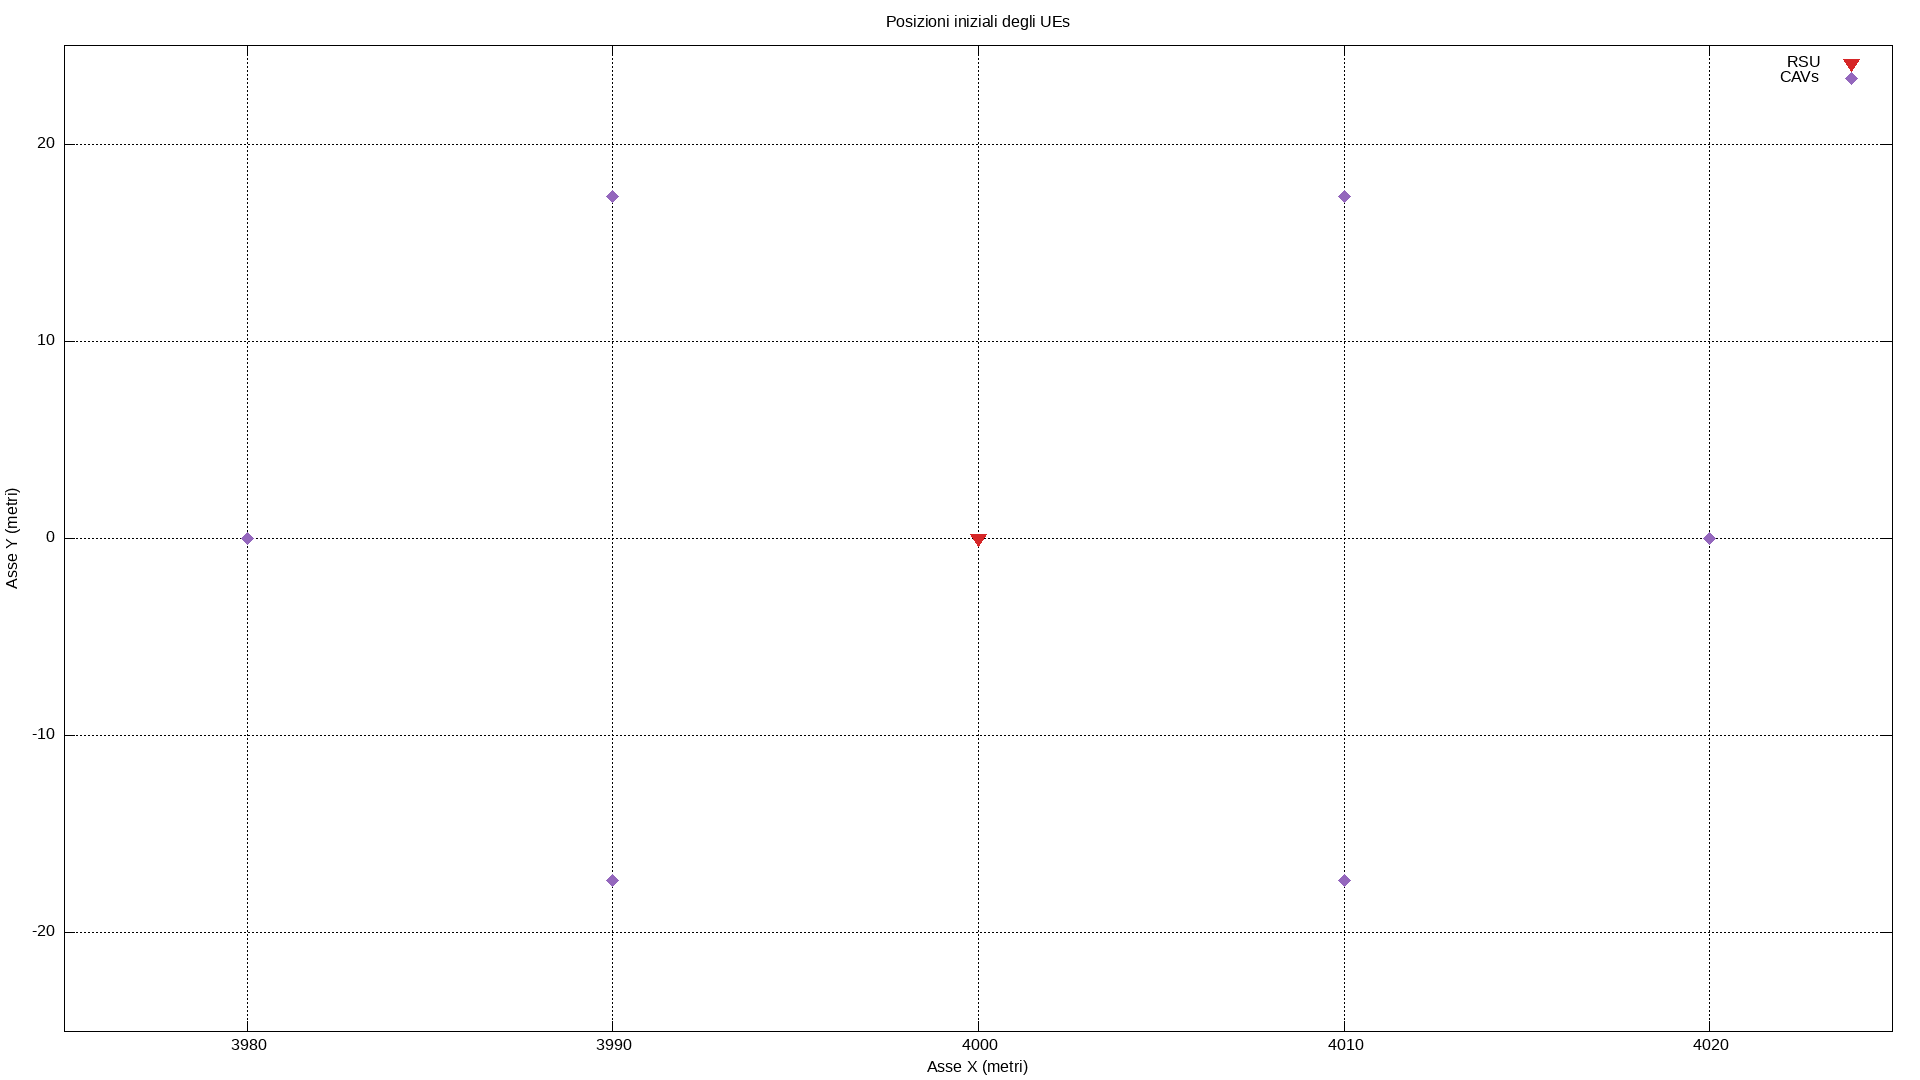 Posizioni iniziali degli UEs
RSU
CAVs
20
10
0
-10
-20
Asse Y (metri)
3980
3990
4000
4010
4020
Asse X (metri)